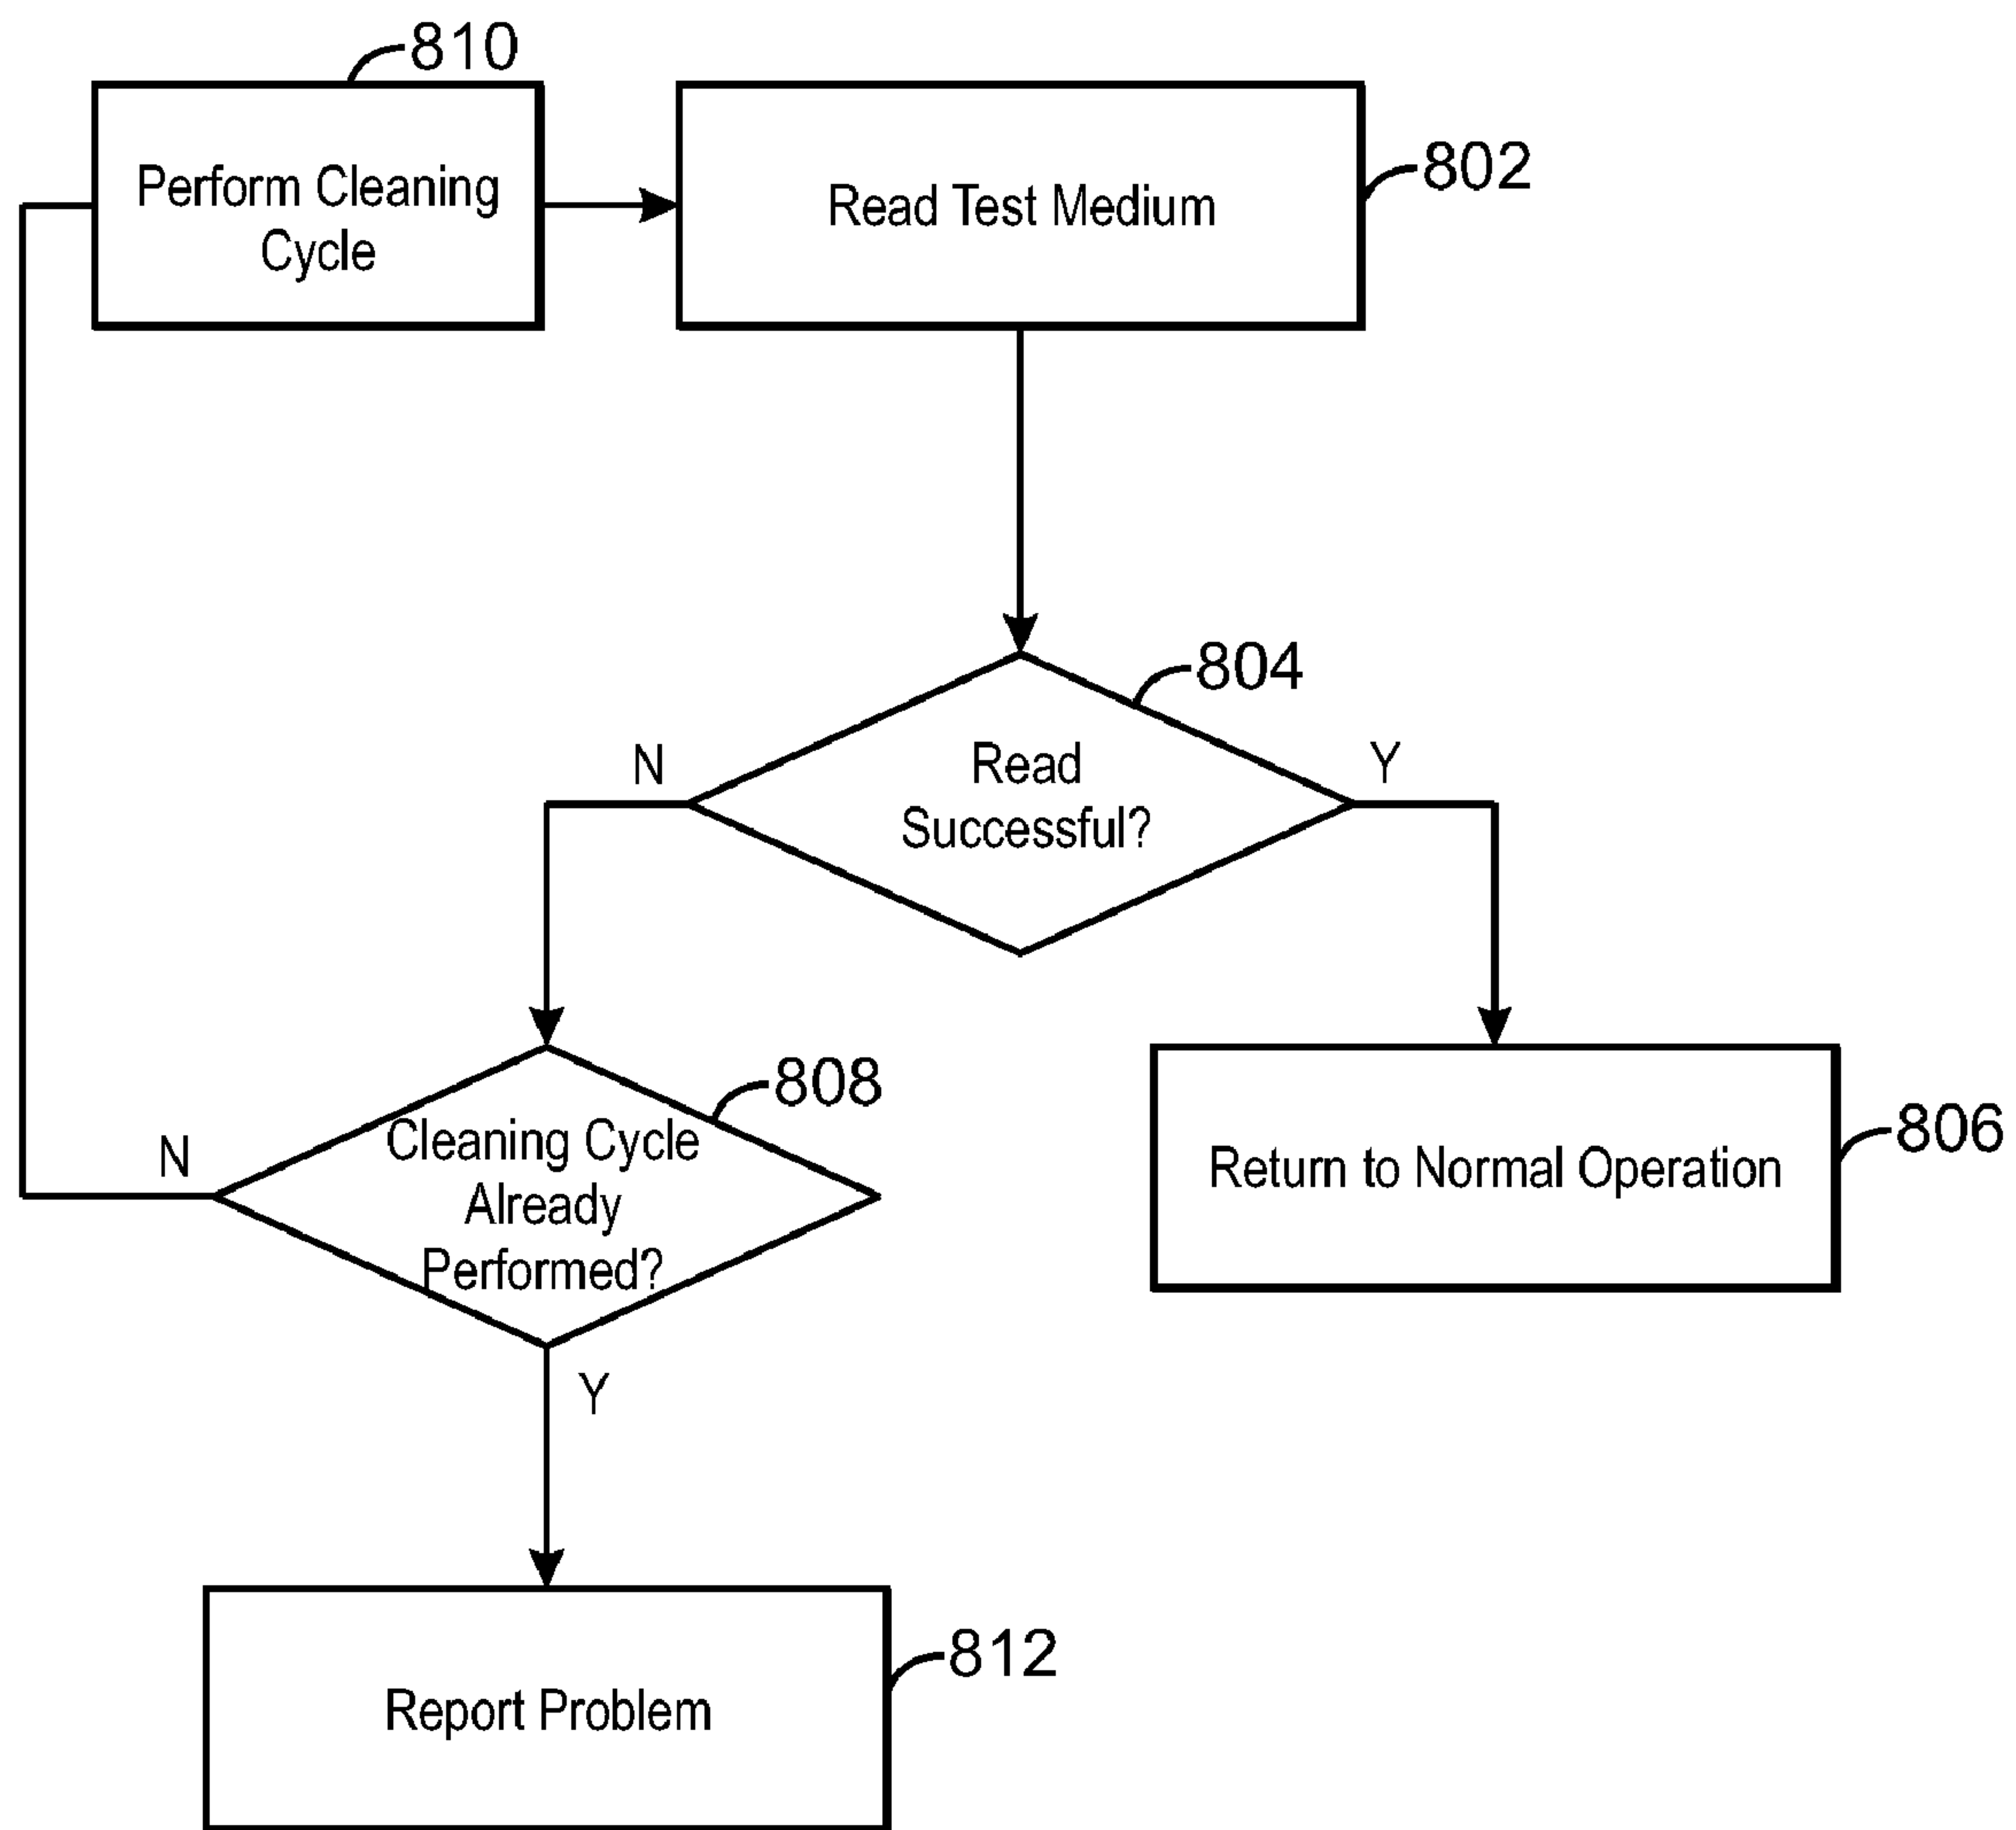 810
Perform Cleaning
Cycle
Read Test Medium
802
804
N
Read
Successful?
Y
808
N
Cleaning Cycle
Already
Performed?
Return to Normal Operation
806
Y
Report Problem
812